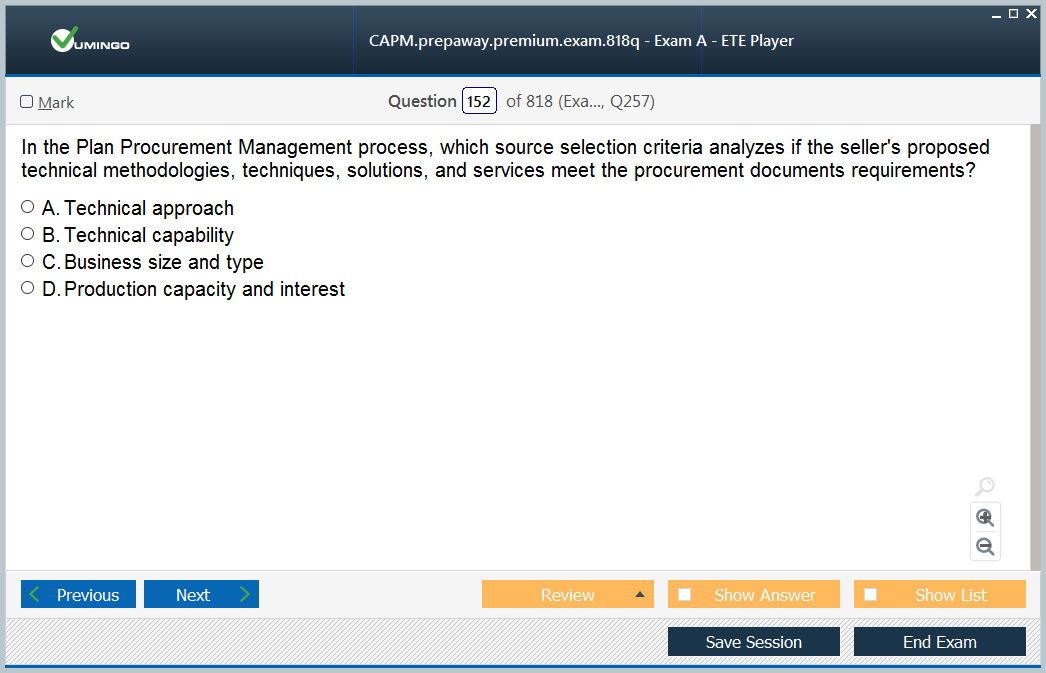 VUMINGO
CAPM.prepaway.premium.exam.818q - Exam A - ETE Player
Mark
Question 152 of 818 (Exa..., Q257)
In the Plan Procurement Management process, which source selection criteria analyzes if the seller's proposed
technical methodologies, techniques, solutions, and services meet the procurement documents requirements?
A. Technical approach
B. Technical capability
C. Business size and type
D. Production capacity and interest
Previous
Next
Review
Show Answer
Show List
Save Session
End Exam